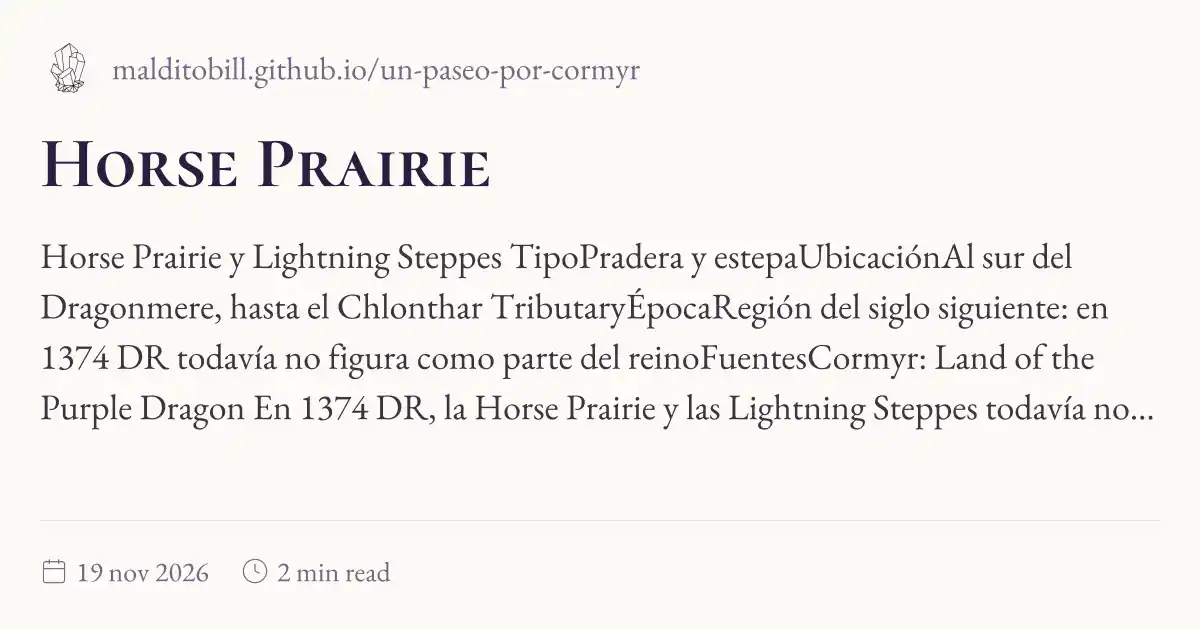 malditobill.github.io/un-paseo-por-cormyr
Horse Prairie
Horse Prairie y Lightning Steppes TipoPradera y estepaUbicaciónAl sur del
Dragonmere, hasta el Chlonthar TributaryÉpocaRegión del siglo siguiente: en
1374 DR todavía no figura como parte del reinoFuentesCormyr: Land of the
Purple Dragon En 1374 DR, la Horse Prairie y las Lightning Steppes todavía no...
19 nov 2026 2 min read